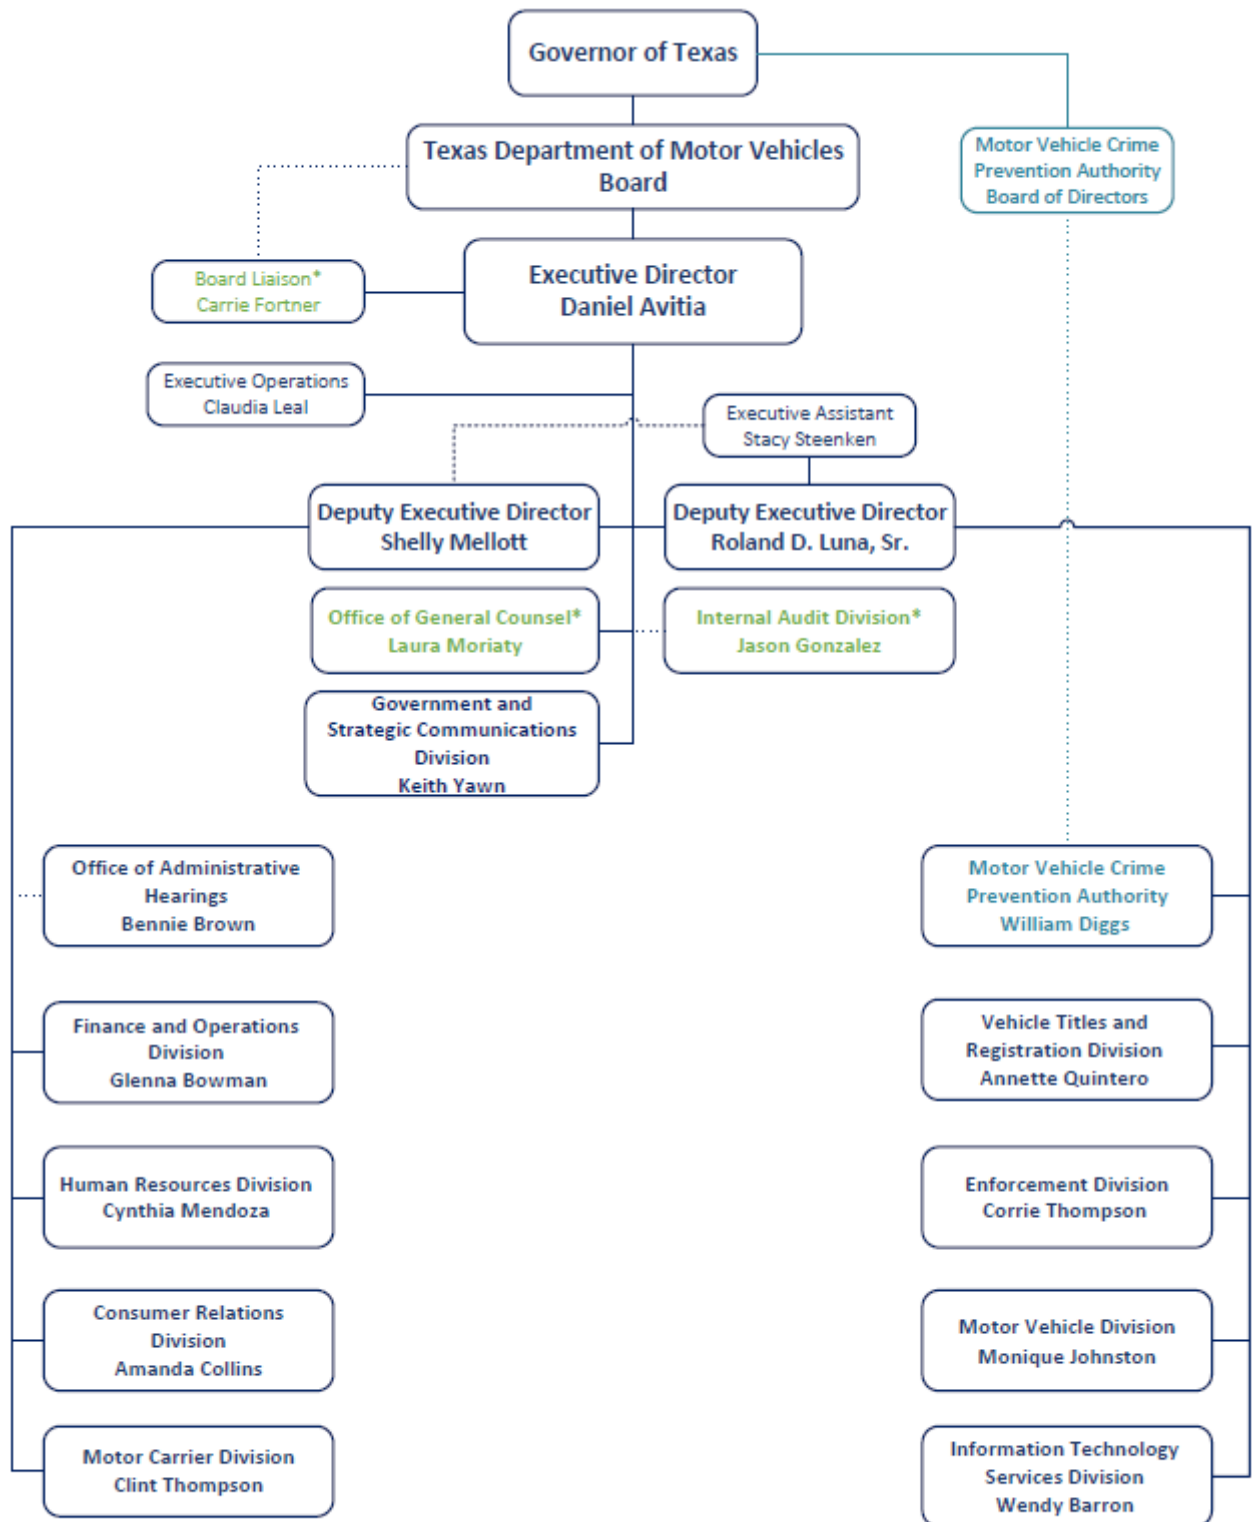 Governor of Texas
Texas Department of Motor Vehicles
Board
Motor Vehicle Crime
Prevention Authority
Board of Directors
Executive Director
Daniel Avitia
Board Liaison*
Carrie Fortner
Executive Operations
Claudia Leal
Executive Assistant
Stacy Steenken
Deputy Executive Director
Shelly Mellott
Deputy Executive Director
Roland D. Luna, Sr.
Office of General Counsel*
Laura Moriaty
Internal Audit Division*
Jason Gonzalez
Government and
Strategic Communications
Division
Keith Yawn
Office of Administrative
Hearings
Bennie Brown
Motor Vehicle Crime
Prevention Authority
William Diggs
Finance and Operations
Division
Glenna Bowman
Vehicle Titles and
Registration Division
Annette Quintero
Human Resources Division
Cynthia Mendoza
Enforcement Division
Corrie Thompson
Consumer Relations
Division
Amanda Collins
Motor Vehicle Division
Monique Johnston
Motor Carrier Division
Clint Thompson
Information Technology
Services Division
Wendy Barron